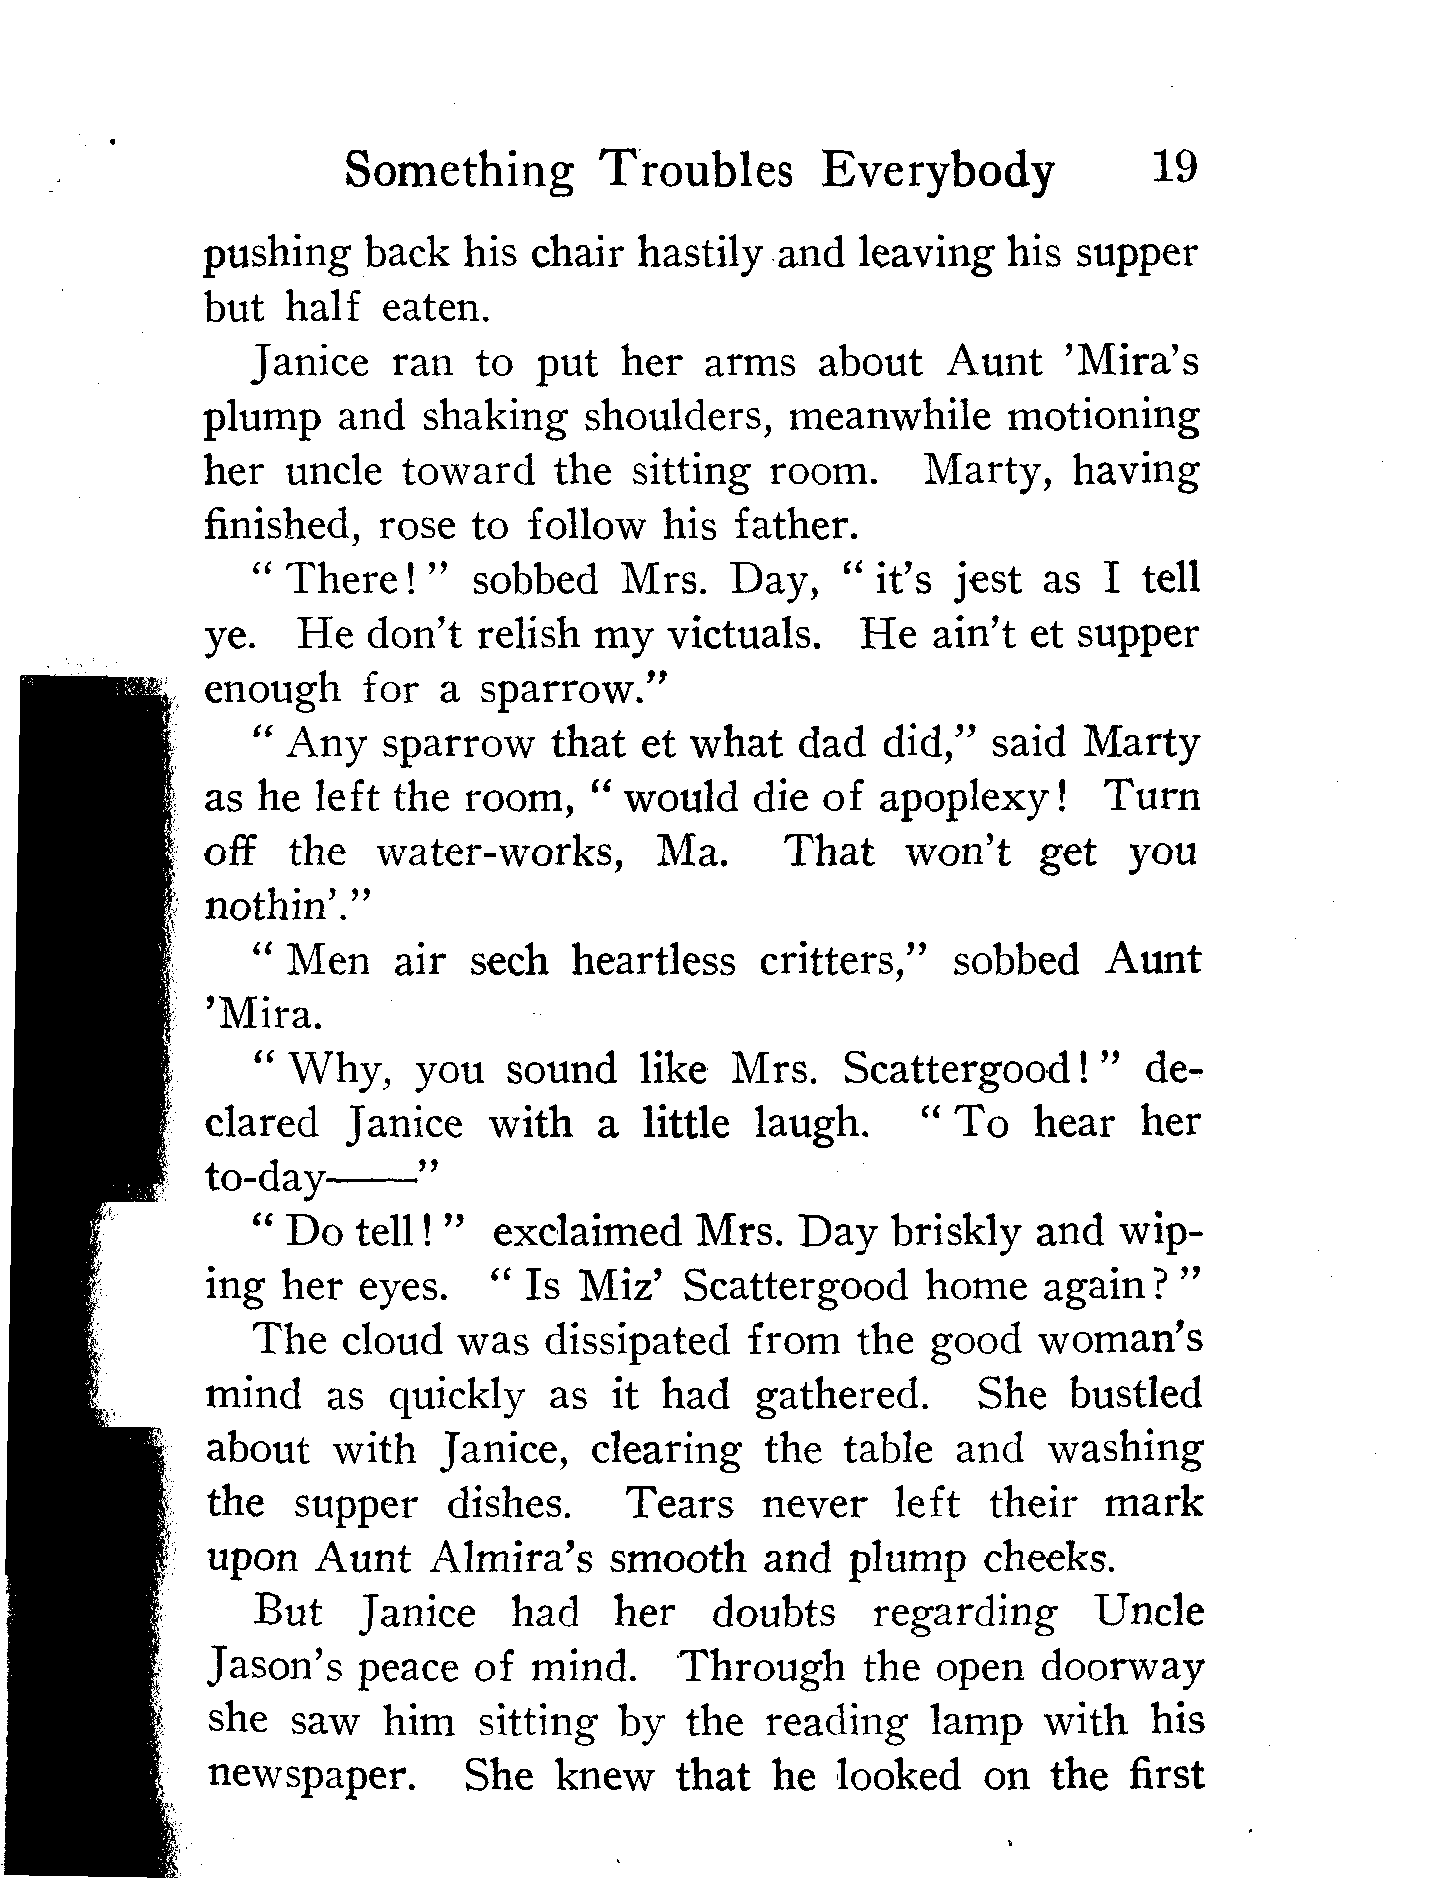 Something Troubles Everybody 19
pushing back his chair hastily and leaving his supper
but half eaten.
Janice ran to put her arms about Aunt ’Mira’s
plump and shaking shoulders, meanwhile motioning
her uncle toward the sitting room. Marty, having
finished, rose to follow his father.
“ There! ” sobbed Mrs. Day, “ it’s jest as I tell
ye. He don’t relish my victuals. He ain’t et supper
enough for a sparrow.”
“ Any sparrow that et what dad did,” said Marty
as he left the room, “ would die of apoplexy! Turn
off the water-works, Ma. That won’t get you
nothin’.”
“ Men air sech heartless critters,” sobbed Aunt
’Mira.
“ Why, you sound like Mrs. Scattergood! ” de-
clared Janice with a little laugh. “ To hear her
to-day——”
“ Do tell! ” exclaimed Mrs. Day briskly and wip-
ing her eyes. “ Is Miz’ Scattergood home again? ”
The cloud was dissipated from the good woman’s
mind as quickly as it had gathered. She bustled
about with Janice, clearing the table and washing
the supper dishes. Tears never left their mark
upon Aunt Almira’s smooth and plump cheeks.
But Janice had her doubts regarding Uncle
Jason’s peace of mind. Through the open doorway
she saw him sitting by the reading lamp with his
newspaper. She knew that he looked on the first